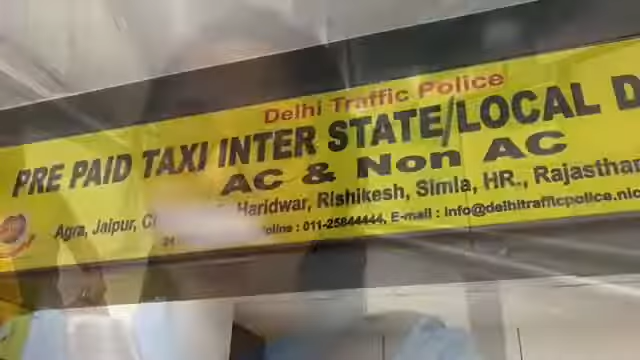 Delhi Traffic Police
PRE PAID TAXI INTER STATE/LOCAL D
AC & Non AC
Agra, Jaipur, Haridwar, Rishikesh, Simla, HR., Rajasthan
: 011-25844444, E-mail : info@delhitrafficpolice.nic